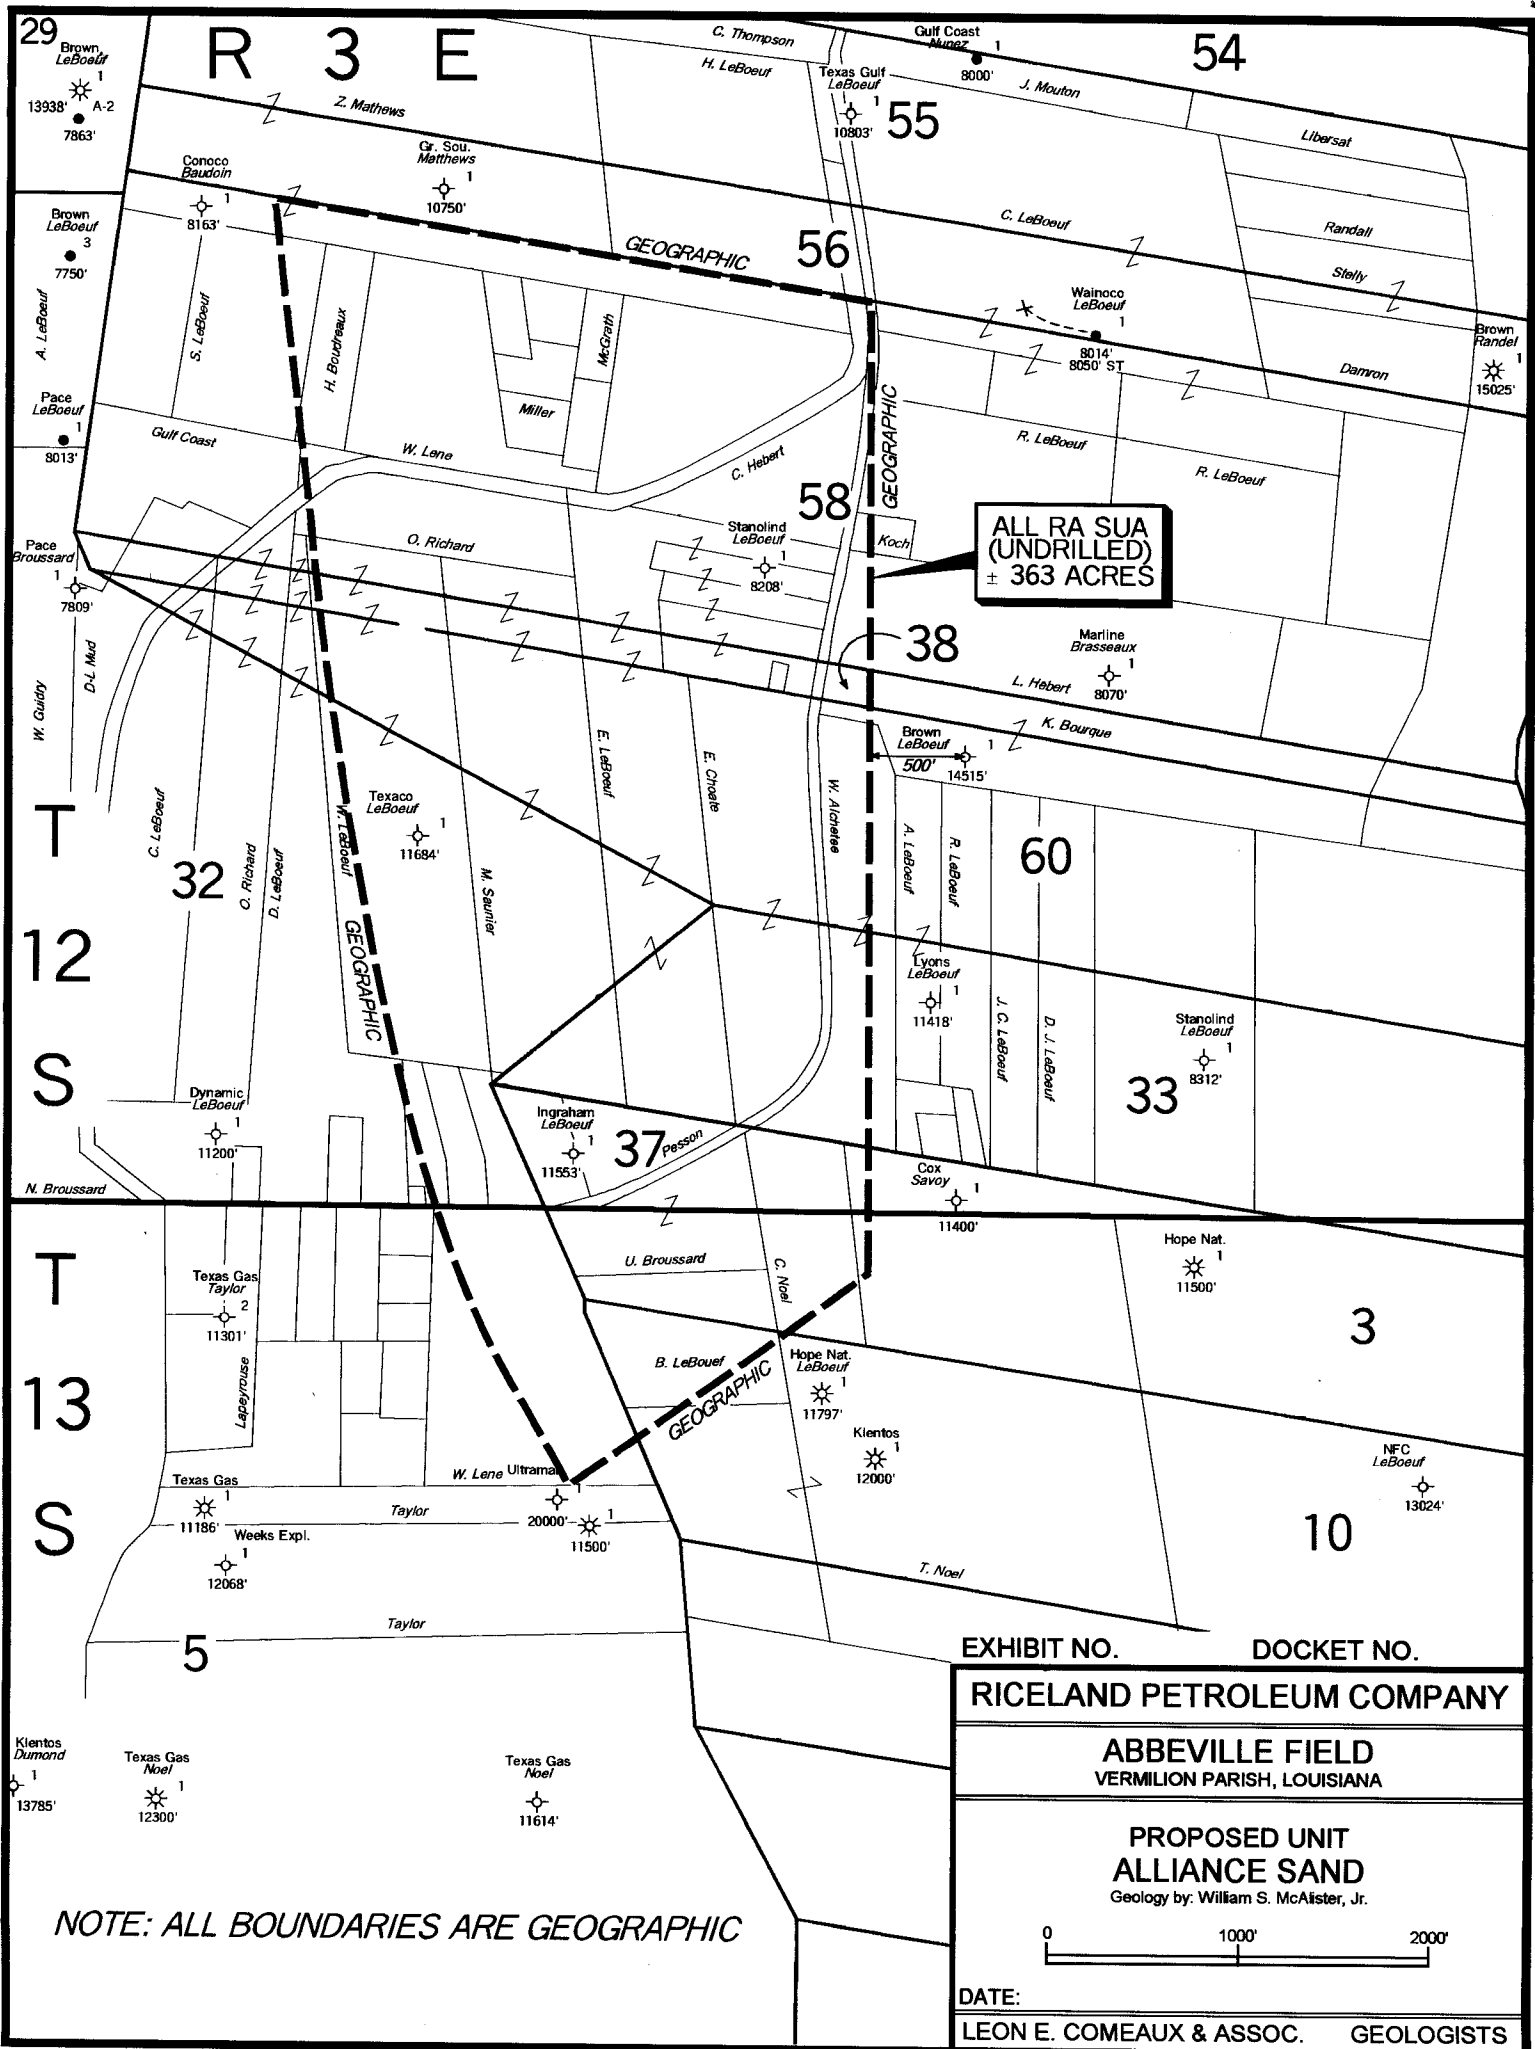 29
R 3 E
54
Brown
LeBoeuf
1
13938' A-2
7863'
C. Thompson
H. LeBoeuf
Gulf Coast
Nunez
1
8000'
Texas Gulf
LeBoeuf
1
10803'
55
J. Mouton
Libersat
Z. Mathews
Conoco
Baudoin
1
8163'
Gr. Sou.
Matthews
1
10750'
GEOGRAPHIC
56
C. LeBoeuf
Randall
Stelly
Brown
LeBoeuf
3
7750'
A. LeBoeuf
S. LeBoeuf
H. Boudreaux
McGrath
Miller
Wainoco
LeBoeuf
1
8014'
8050' ST
Damron
Brown
Randel
1
15025'
Pace
LeBoeuf
1
8013'
Gulf Coast
W. Lene
C. Hebert
GEOGRAPHIC
R. LeBoeuf
R. LeBoeuf
58
Koch
ALL RA SUA
(UNDRILLED)
± 363 ACRES
Pace
Broussard
1
7809'
O. Richard
Stanolind
LeBoeuf
1
8208'
38
Marline
Brasseaux
1
8070'
L. Hebert
K. Bourque
W. Guidry
D-L Mud
Brown
LeBoeuf
1
500'
14515'
E. LeBoeuf
E. Choate
W. Alchetee
T
12
S
C. LeBoeuf
32
O. Richard
D. LeBoeuf
W. LeBoeuf
GEOGRAPHIC
Texaco
LeBoeuf
1
11684'
M. Saunier
A. LeBoeuf
R. LeBoeuf
60
Lyons
LeBoeuf
1
11418'
J. C. LeBoeuf
D. J. LeBoeuf
Stanolind
LeBoeuf
1
8312'
33
Dynamic
LeBoeuf
1
11200'
Ingraham
LeBoeuf
1
11553'
37
Pesson
Cox
Savoy
1
11400'
N. Broussard
T
13
S
Texas Gas
Taylor
2
11301'
Lapeyrouse
U. Broussard
C. Noel
Hope Nat.
1
11500'
3
B. LeBouef
GEOGRAPHIC
Hope Nat.
LeBoeuf
1
11797'
Klentos
1
12000'
NFC
LeBoeuf
13024'
10
Texas Gas
1
11186'
W. Lene
Ultramar
1
20000'
1
11500'
Taylor
Weeks Expl.
1
12068'
T. Noel
Taylor
5
Klentos
Dumond
1
13785'
Texas Gas
Noel
1
12300'
Texas Gas
Noel
11614'
NOTE: ALL BOUNDARIES ARE GEOGRAPHIC
EXHIBIT NO. DOCKET NO.
RICELAND PETROLEUM COMPANY
ABBEVILLE FIELD
VERMILION PARISH, LOUISIANA
PROPOSED UNIT
ALLIANCE SAND
Geology by: William S. McAlister, Jr.
0 1000' 2000'
DATE:
LEON E. COMEAUX & ASSOC. GEOLOGISTS